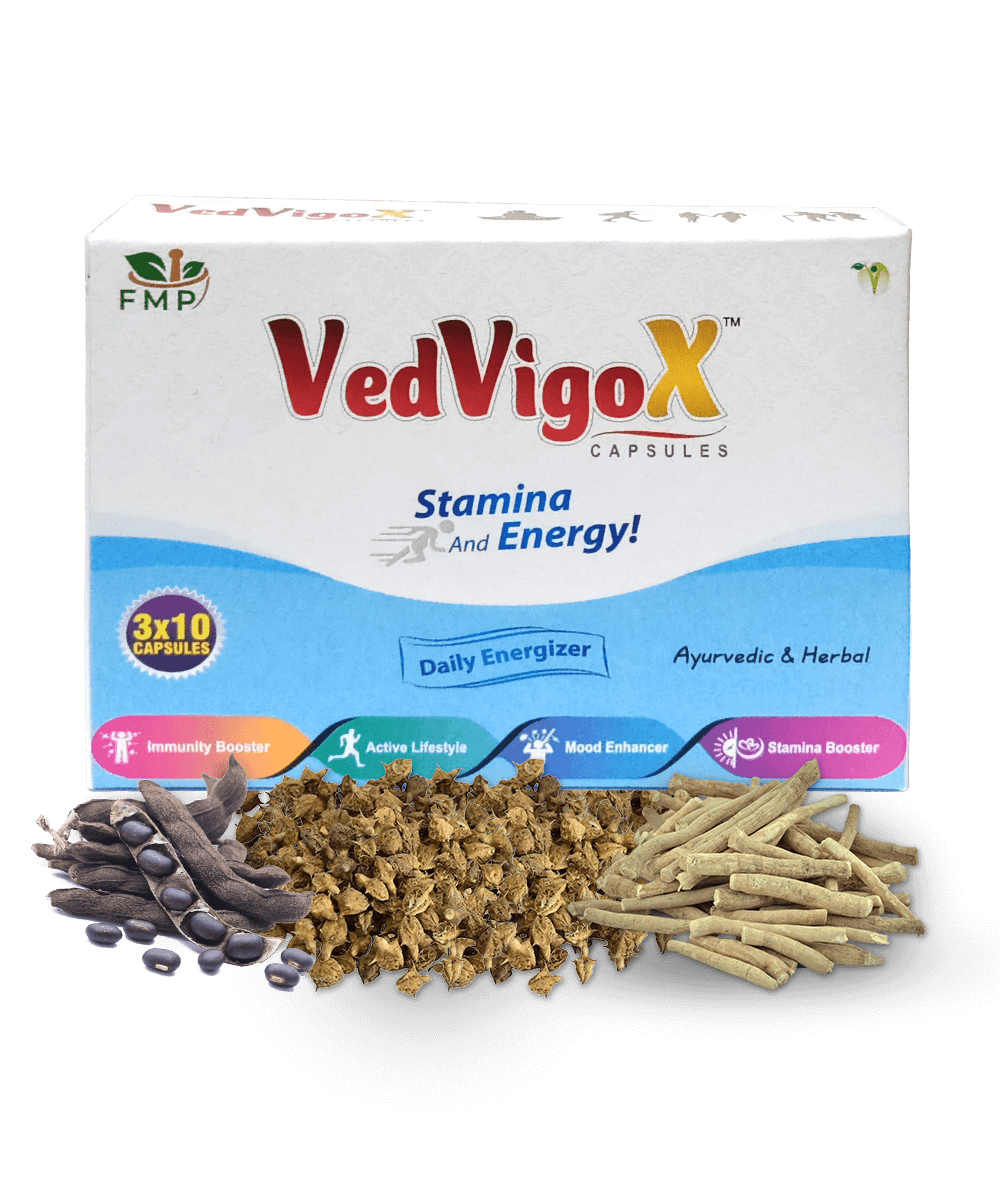 VedVigoX
FMP
VedVigoX™
CAPSULES
Stamina
And Energy!
3x10
CAPSULES
Daily Energizer
Ayurvedic & Herbal
Immunity Booster
Active Lifestyle
Mood Enhancer
Stamina Booster